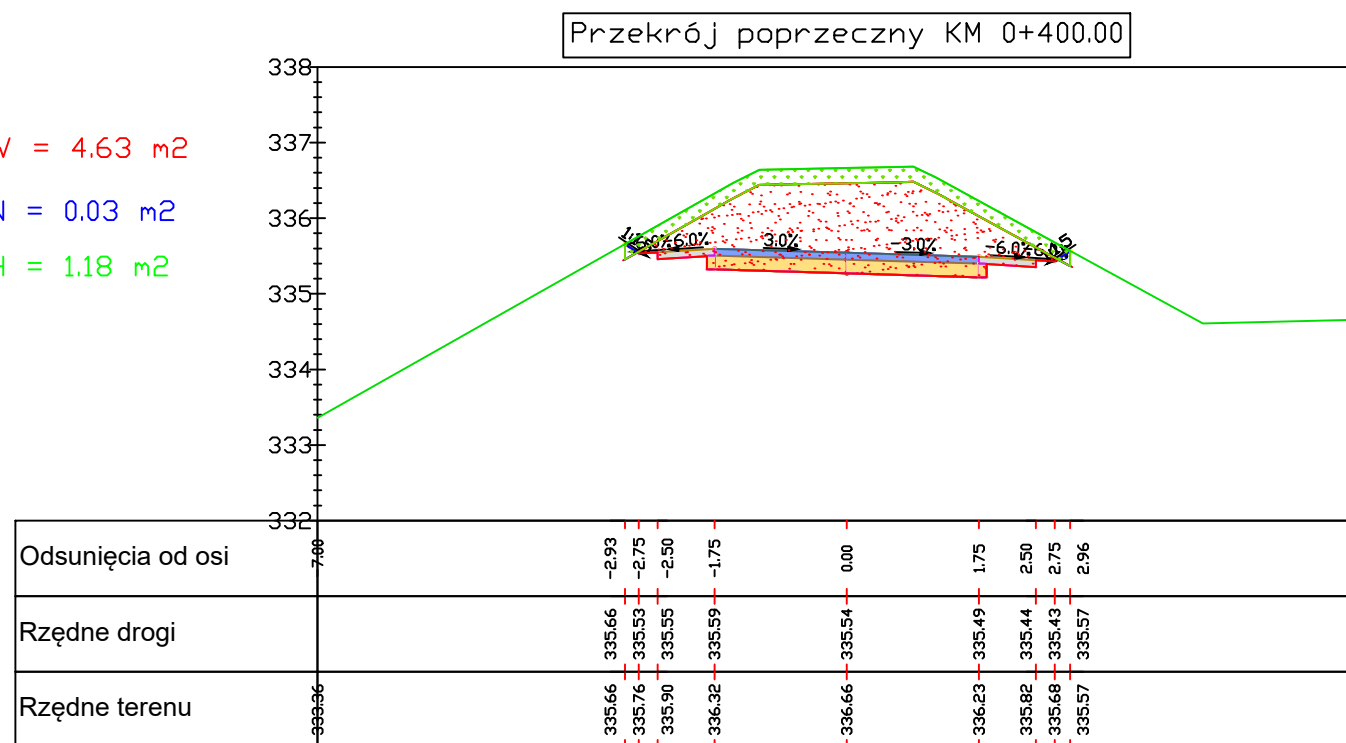 Przekrój poprzeczny KM 0+400.00
338
337
= 4.63 m2
336
= 0.03 m2
= 1.18 m2
6.0% 3.0% -3.0% -6.0%
335
334
333
332
Odsunięcia od osi -2.93 -2.75 -2.50 -1.75 0.00 1.75 2.50 2.75 2.96
Rzędne drogi 335.66 335.53 335.55 335.59 335.54 335.49 335.44 335.43 335.57
Rzędne terenu 333.36 335.66 335.76 335.90 336.32 336.66 336.23 335.82 335.68 335.57